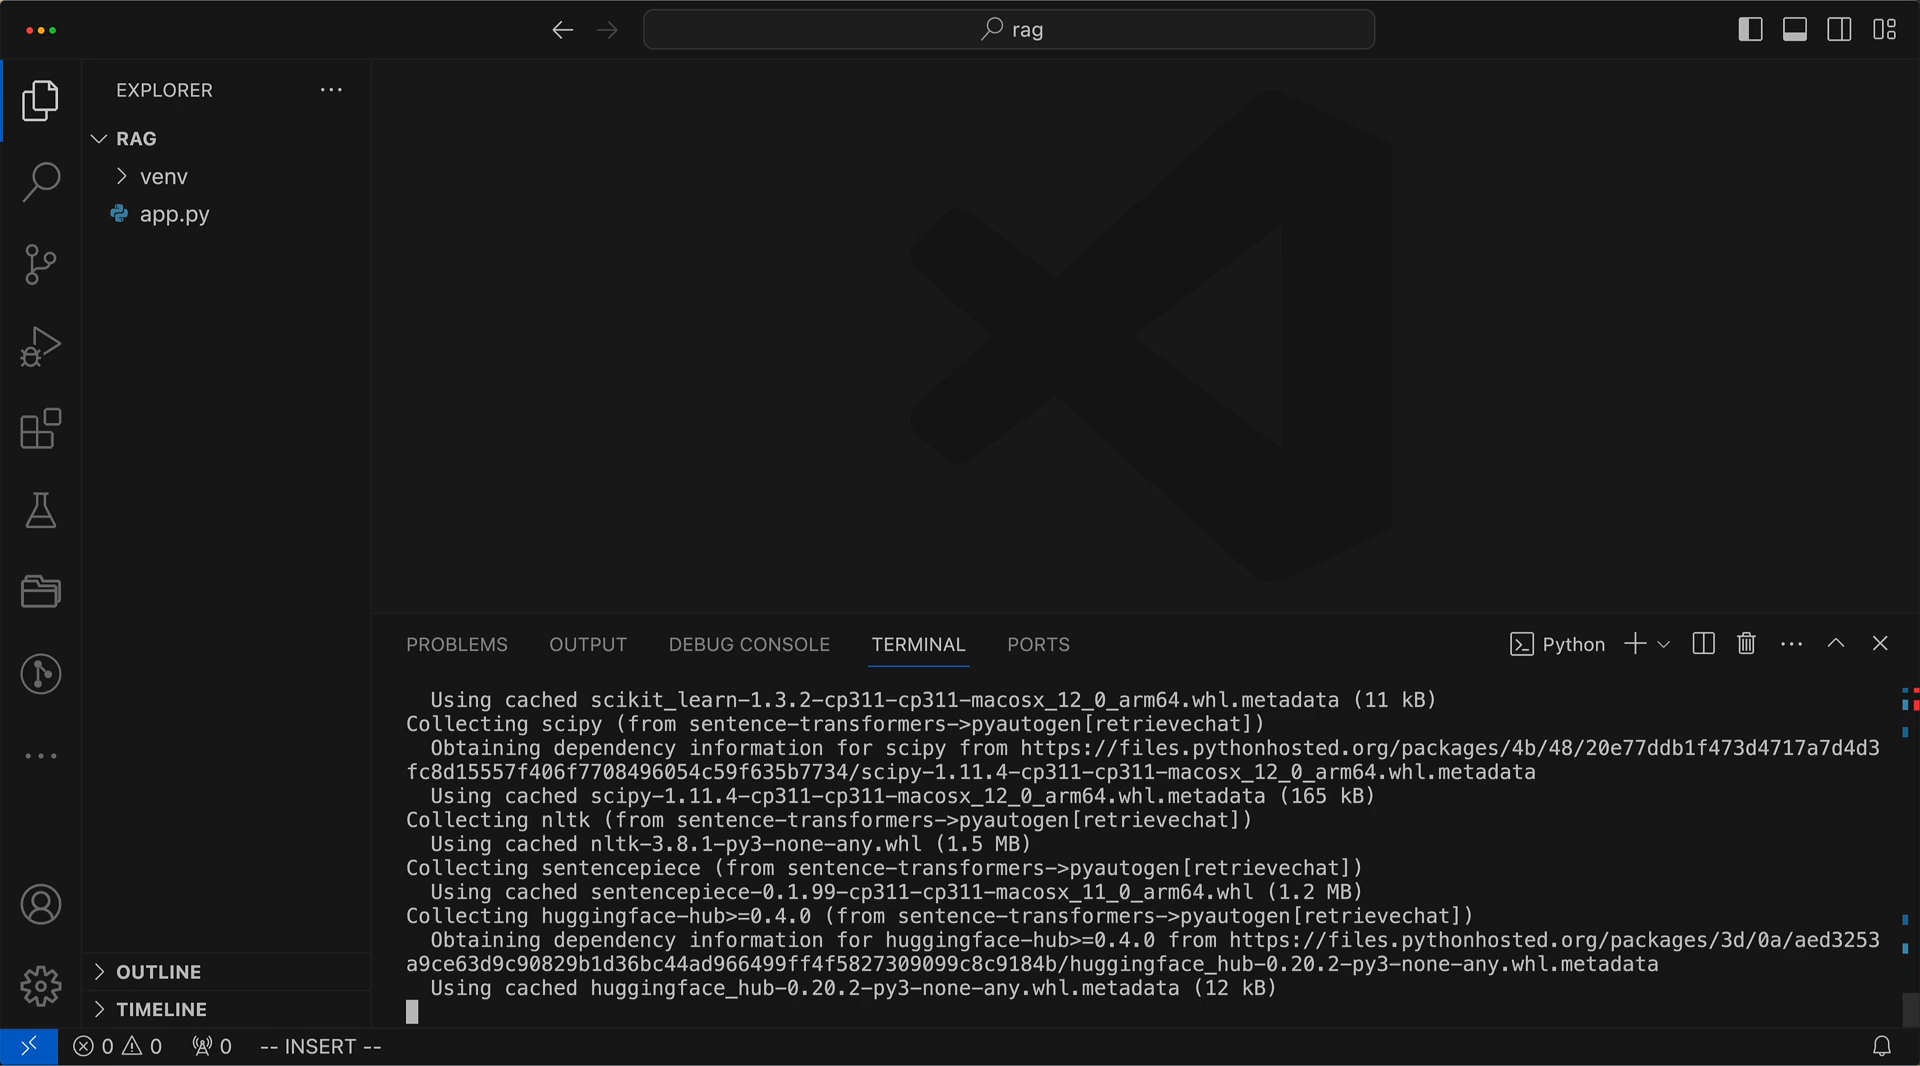 rag
EXPLORER
RAG
venv
app.py
OUTLINE
TIMELINE
PROBLEMS OUTPUT DEBUG CONSOLE TERMINAL PORTS Python
Using cached scikit_learn-1.3.2-cp311-cp311-macosx_12_0_arm64.whl.metadata (11 kB)
Collecting scipy (from sentence-transformers->pyautogen[retrievechat])
Obtaining dependency information for scipy from https://files.pythonhosted.org/packages/4b/48/20e77ddb1f473d4717a7d4d3
fc8d15557f406f7708496054c59f635b7734/scipy-1.11.4-cp311-cp311-macosx_12_0_arm64.whl.metadata
Using cached scipy-1.11.4-cp311-cp311-macosx_12_0_arm64.whl.metadata (165 kB)
Collecting nltk (from sentence-transformers->pyautogen[retrievechat])
Using cached nltk-3.8.1-py3-none-any.whl (1.5 MB)
Collecting sentencepiece (from sentence-transformers->pyautogen[retrievechat])
Using cached sentencepiece-0.1.99-cp311-cp311-macosx_11_0_arm64.whl (1.2 MB)
Collecting huggingface-hub>=0.4.0 (from sentence-transformers->pyautogen[retrievechat])
Obtaining dependency information for huggingface-hub>=0.4.0 from https://files.pythonhosted.org/packages/3d/0a/aed3253
a9ce63d9c90829b1d36bc44ad966499ff4f5827309099c8c9184b/huggingface_hub-0.20.2-py3-none-any.whl.metadata
Using cached huggingface_hub-0.20.2-py3-none-any.whl.metadata (12 kB)
0 0 0 -- INSERT --